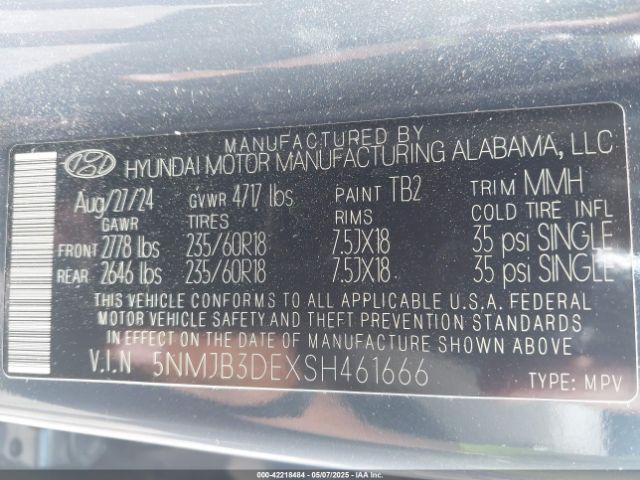 MANUFACTURED BY
HYUNDAI MOTOR MANUFACTURING ALABAMA, LLC
Aug/27/24 GVWR 4717 lbs PAINT TB2 TRIM MMH
GAWR TIRES RIMS COLD TIRE INFL
FRONT 2778 lbs 235/60R18 7.5JX18 35 psi SINGLE
REAR 2646 lbs 235/60R18 7.5JX18 35 psi SINGLE
THIS VEHICLE CONFORMS TO ALL APPLICABLE U.S.A. FEDERAL
MOTOR VEHICLE SAFETY AND THEFT PREVENTION STANDARDS
IN EFFECT ON THE DATE OF MANUFACTURE SHOWN ABOVE.
V.I.N 5NMJB3DEXSH461666
TYPE: MPV
000-42218484 — 05/07/2025 — IAAI.COM